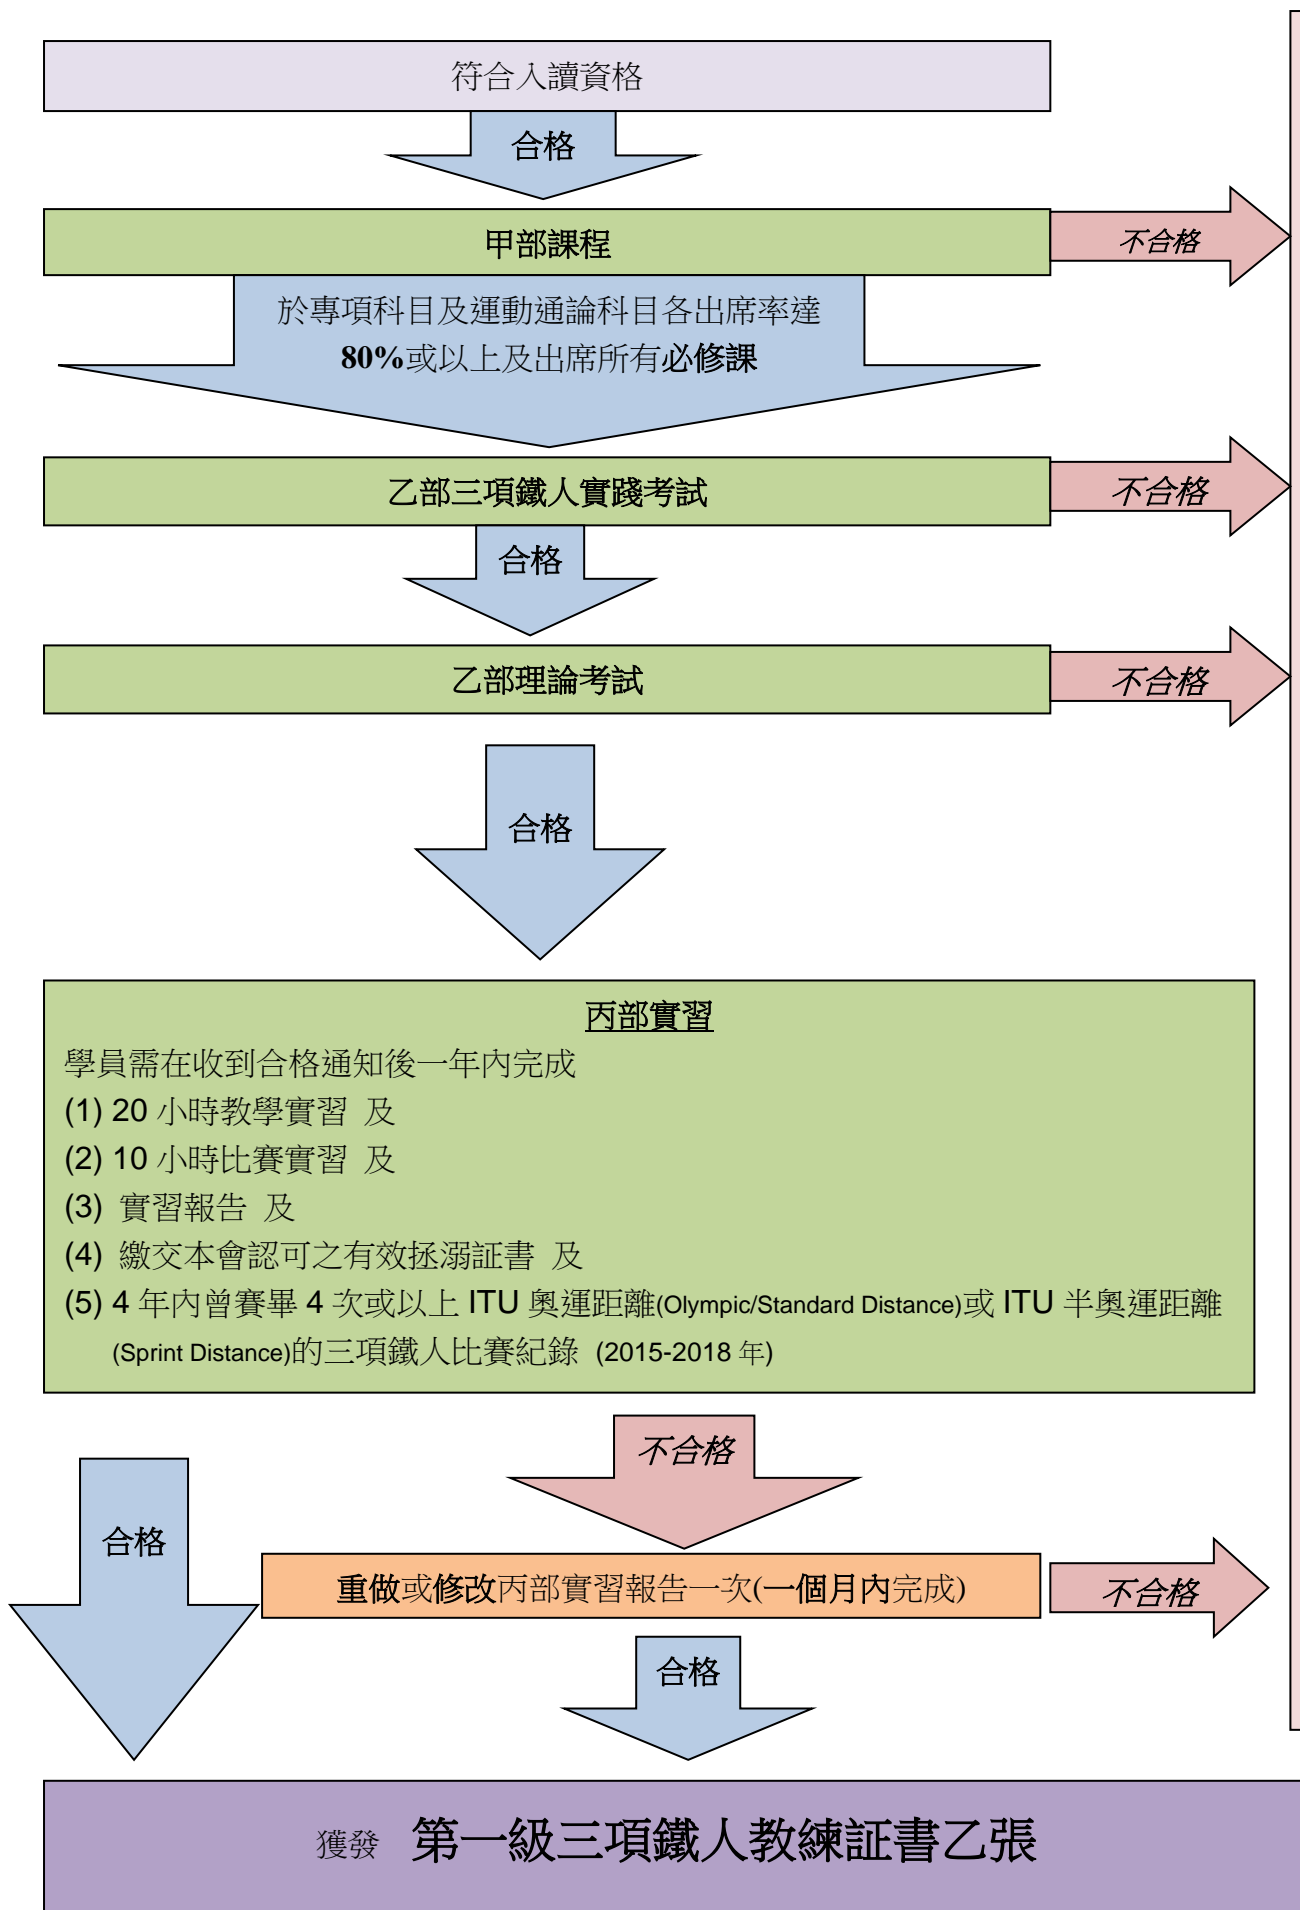 符合入讀資格
合格
甲部課程
不合格
於專項科目及運動通論科目各出席率達
80%或以上及出席所有必修課
乙部三項鐵人實踐考試
不合格
合格
乙部理論考試
不合格
合格
丙部實習
學員需在收到合格通知後一年內完成
(1) 20 小時教學實習 及
(2) 10 小時比賽實習 及
(3) 實習報告 及
(4) 繳交本會認可之有效拯溺証書 及
(5) 4 年內曾賽畢 4 次或以上 ITU 奧運距離(Olympic/Standard Distance)或 ITU 半奧運距離
(Sprint Distance)的三項鐵人比賽紀錄 (2015-2018 年)
不合格
合格
重做或修改丙部實習報告一次(一個月內完成)
不合格
合格
獲發 第一級三項鐵人教練証書乙張